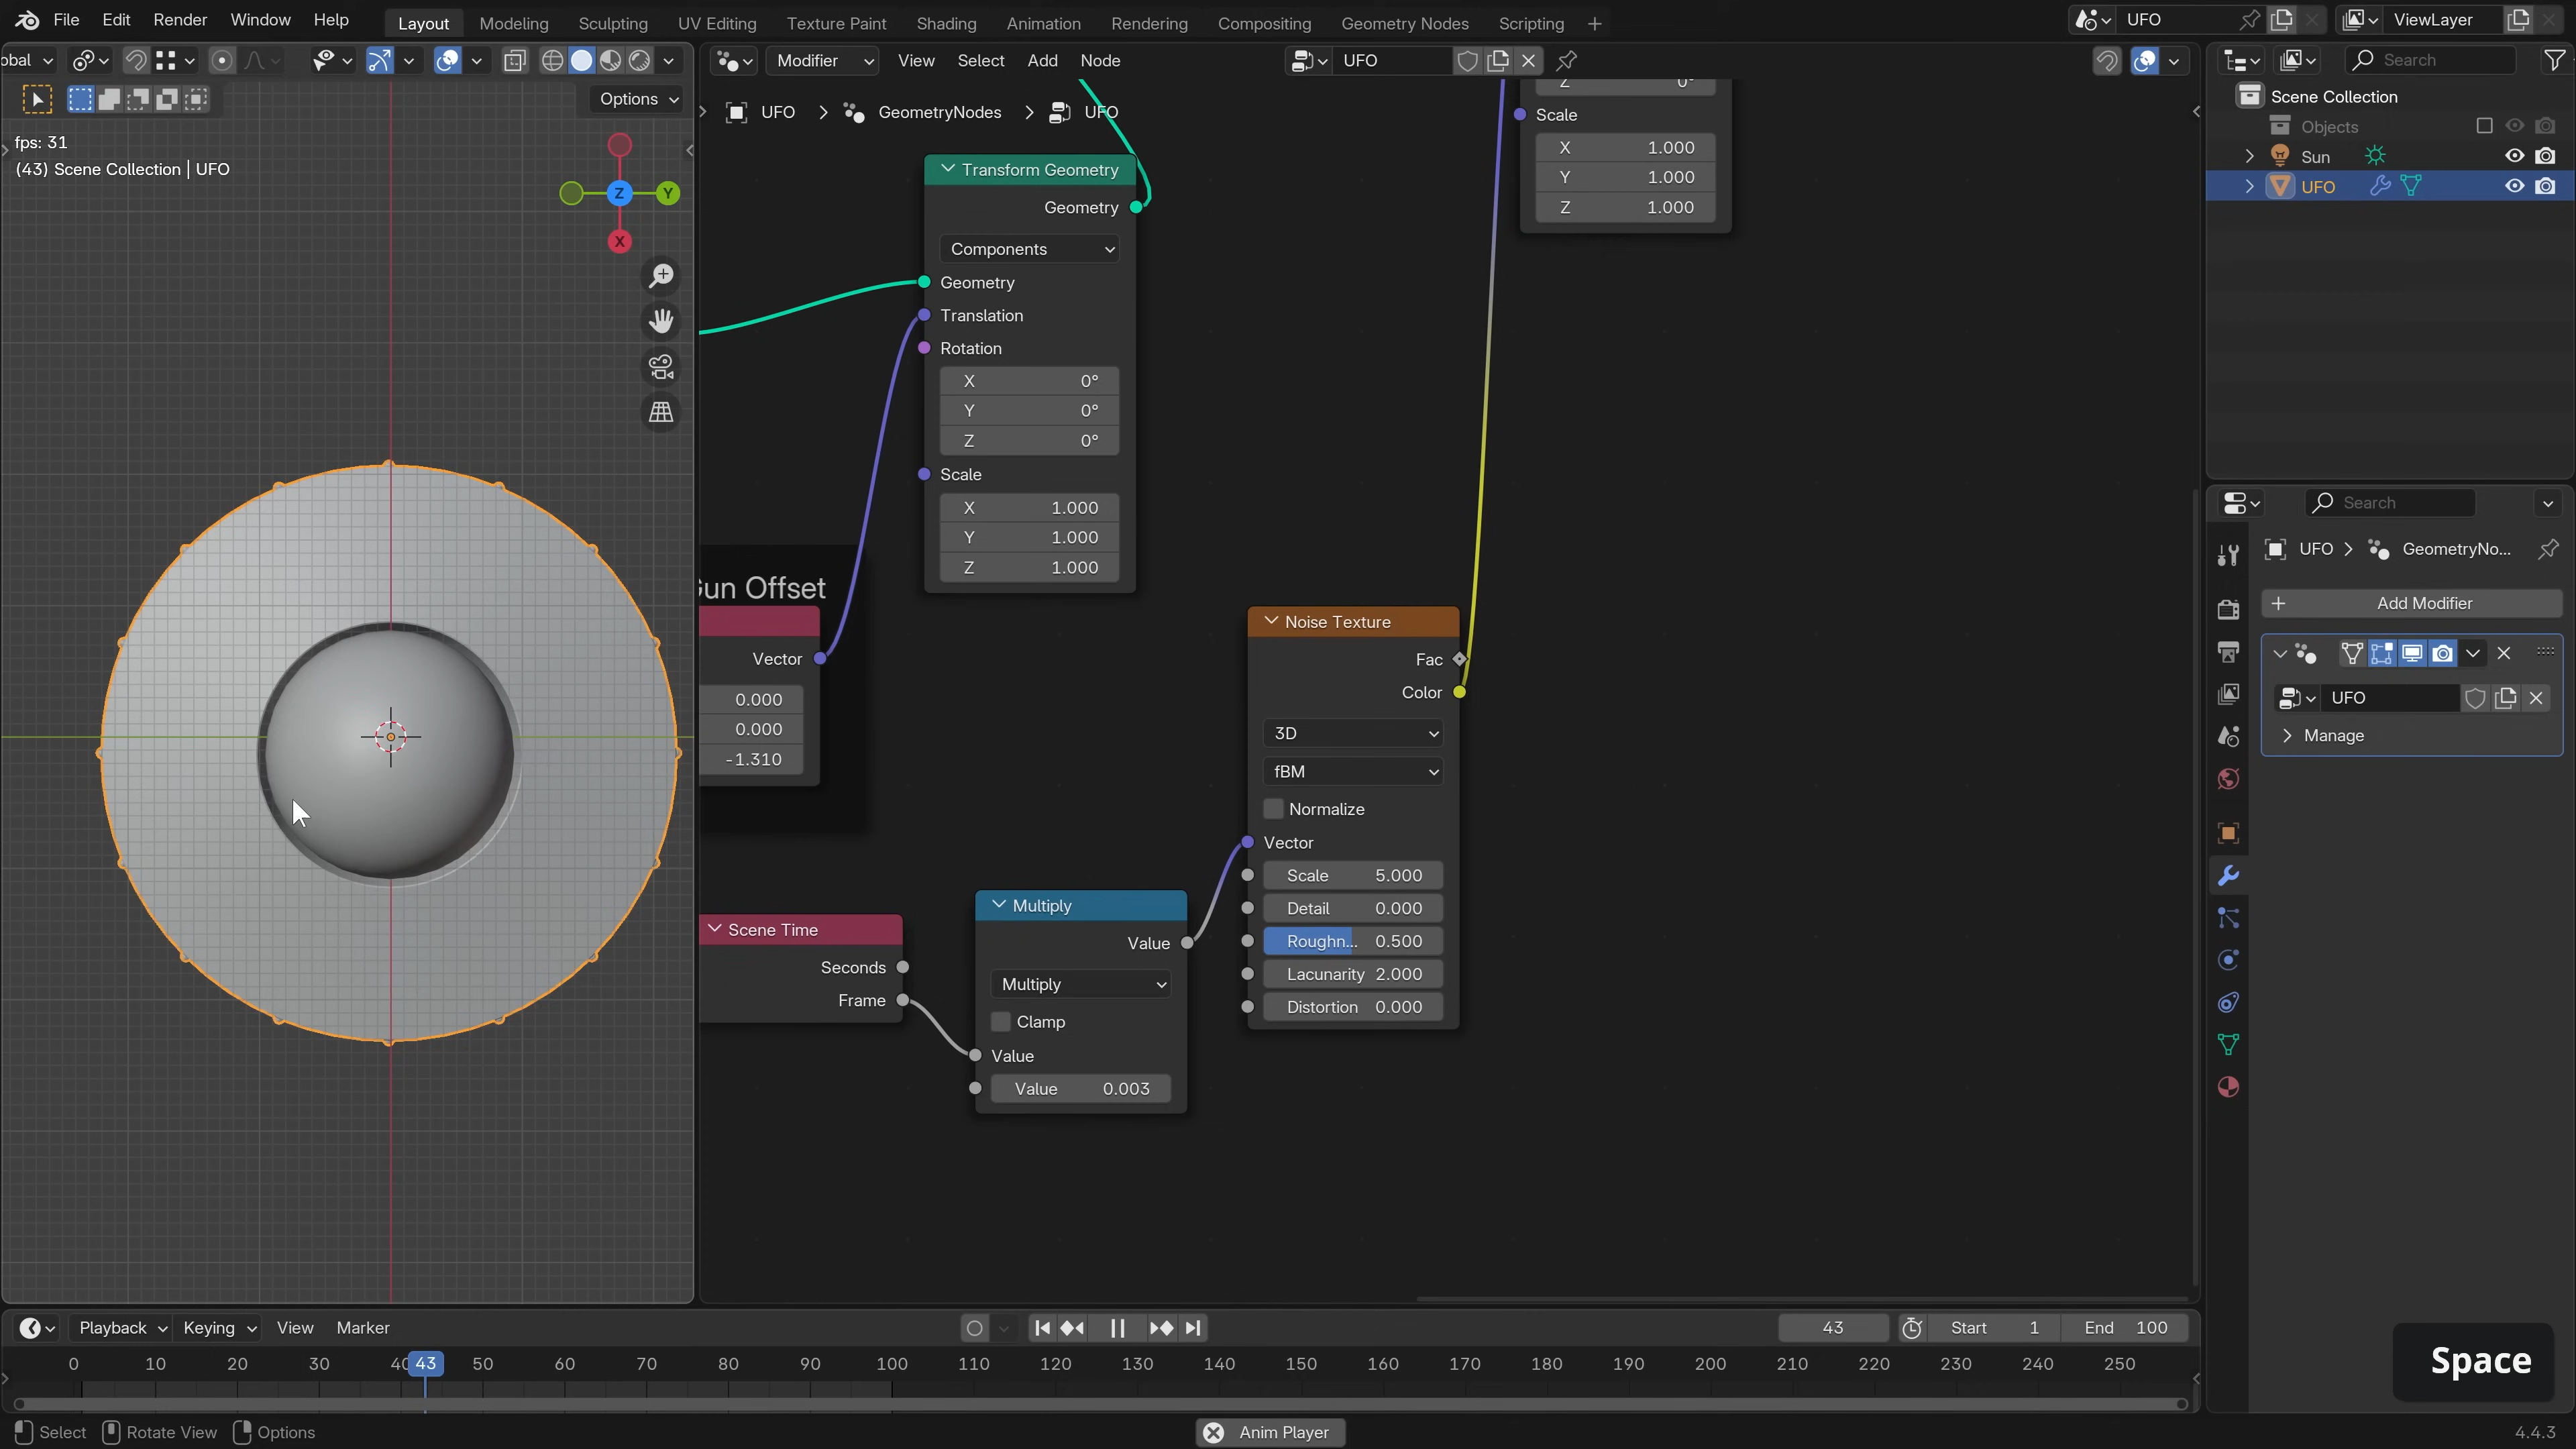 File Edit Render Window Help Layout Modeling Sculpting UV Editing Texture Paint Shading Animation Rendering Compositing Geometry Nodes Scripting + UFO ViewLayer
obal Modifier View Select Add Node UFO Search
Options
UFO > GeometryNodes > UFO
Scene Collection
Objects
Sun
UFO
fps: 31
(43) Scene Collection | UFO
Z
Y
X
Transform Geometry
Geometry
Components
Geometry
Translation
Rotation
X 0°
Y 0°
Z 0°
Scale
X 1.000
Y 1.000
Z 1.000
Z 0°
Scale
X 1.000
Y 1.000
Z 1.000
Gun Offset
Vector
0.000
0.000
-1.310
Noise Texture
Fac
Color
3D
fBM
Normalize
Vector
Scale 5.000
Detail 0.000
Roughn... 0.500
Lacunarity 2.000
Distortion 0.000
Scene Time
Seconds
Frame
Multiply
Value
Multiply
Clamp
Value
Value 0.003
Search
UFO > GeometryNo...
+ Add Modifier
UFO
Manage
Playback Keying View Marker 43 Start 1 End 100
0 10 20 30 40 43 50 60 70 80 90 100 110 120 130 140 150 160 170 180 190 200 210 220 230 240 250
Space
Select Rotate View Options Anim Player 4.4.3